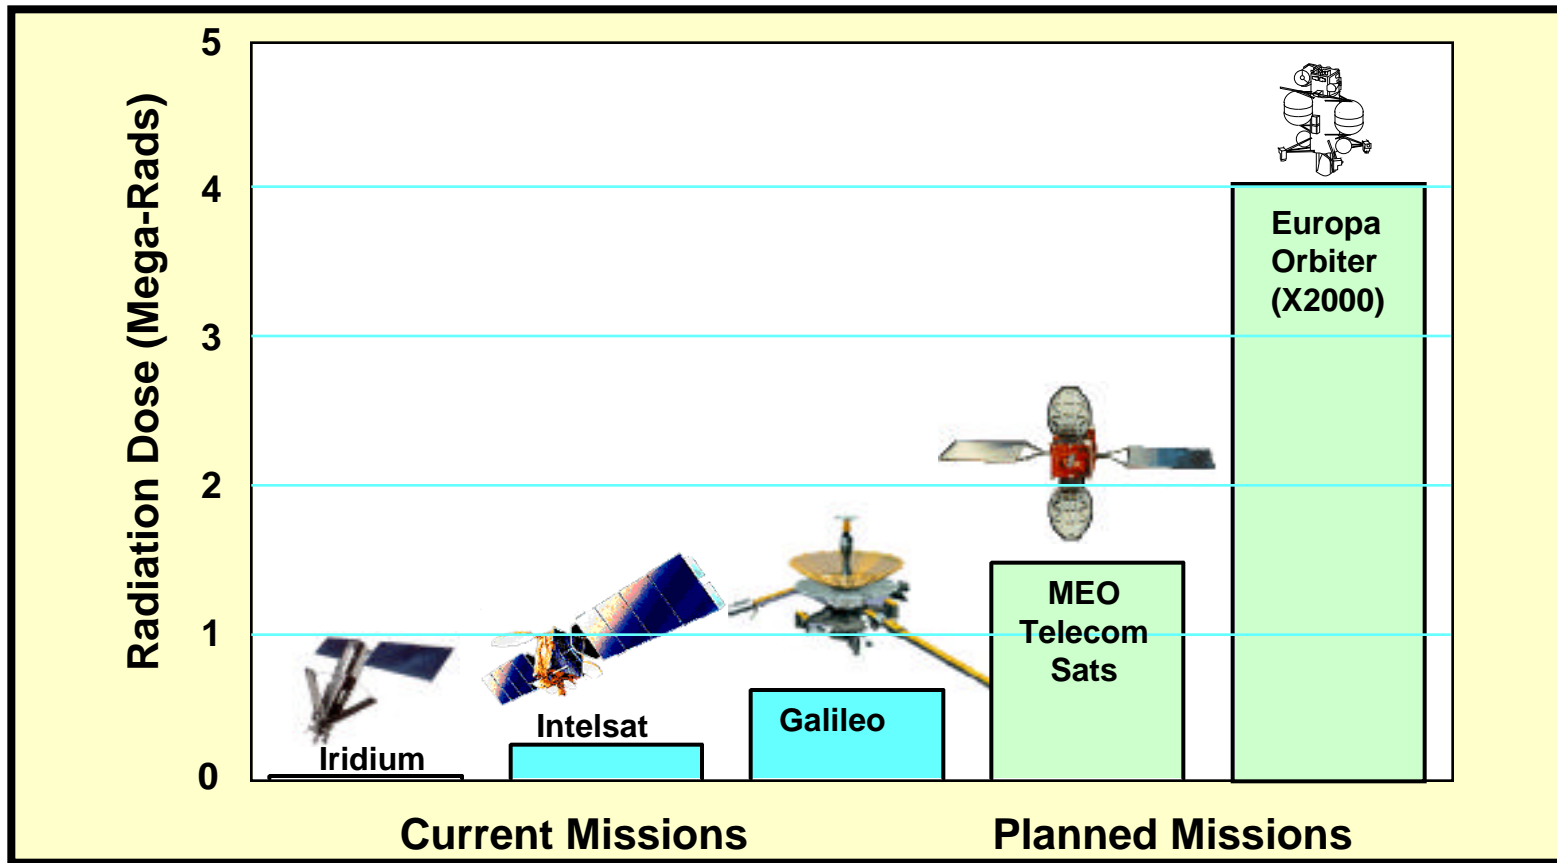 Radiation Dose (Mega-Rads)
5
4
3
2
1
0
Iridium
Intelsat
Galileo
MEO
Telecom
Sats
Europa
Orbiter
(X2000)
Current Missions
Planned Missions